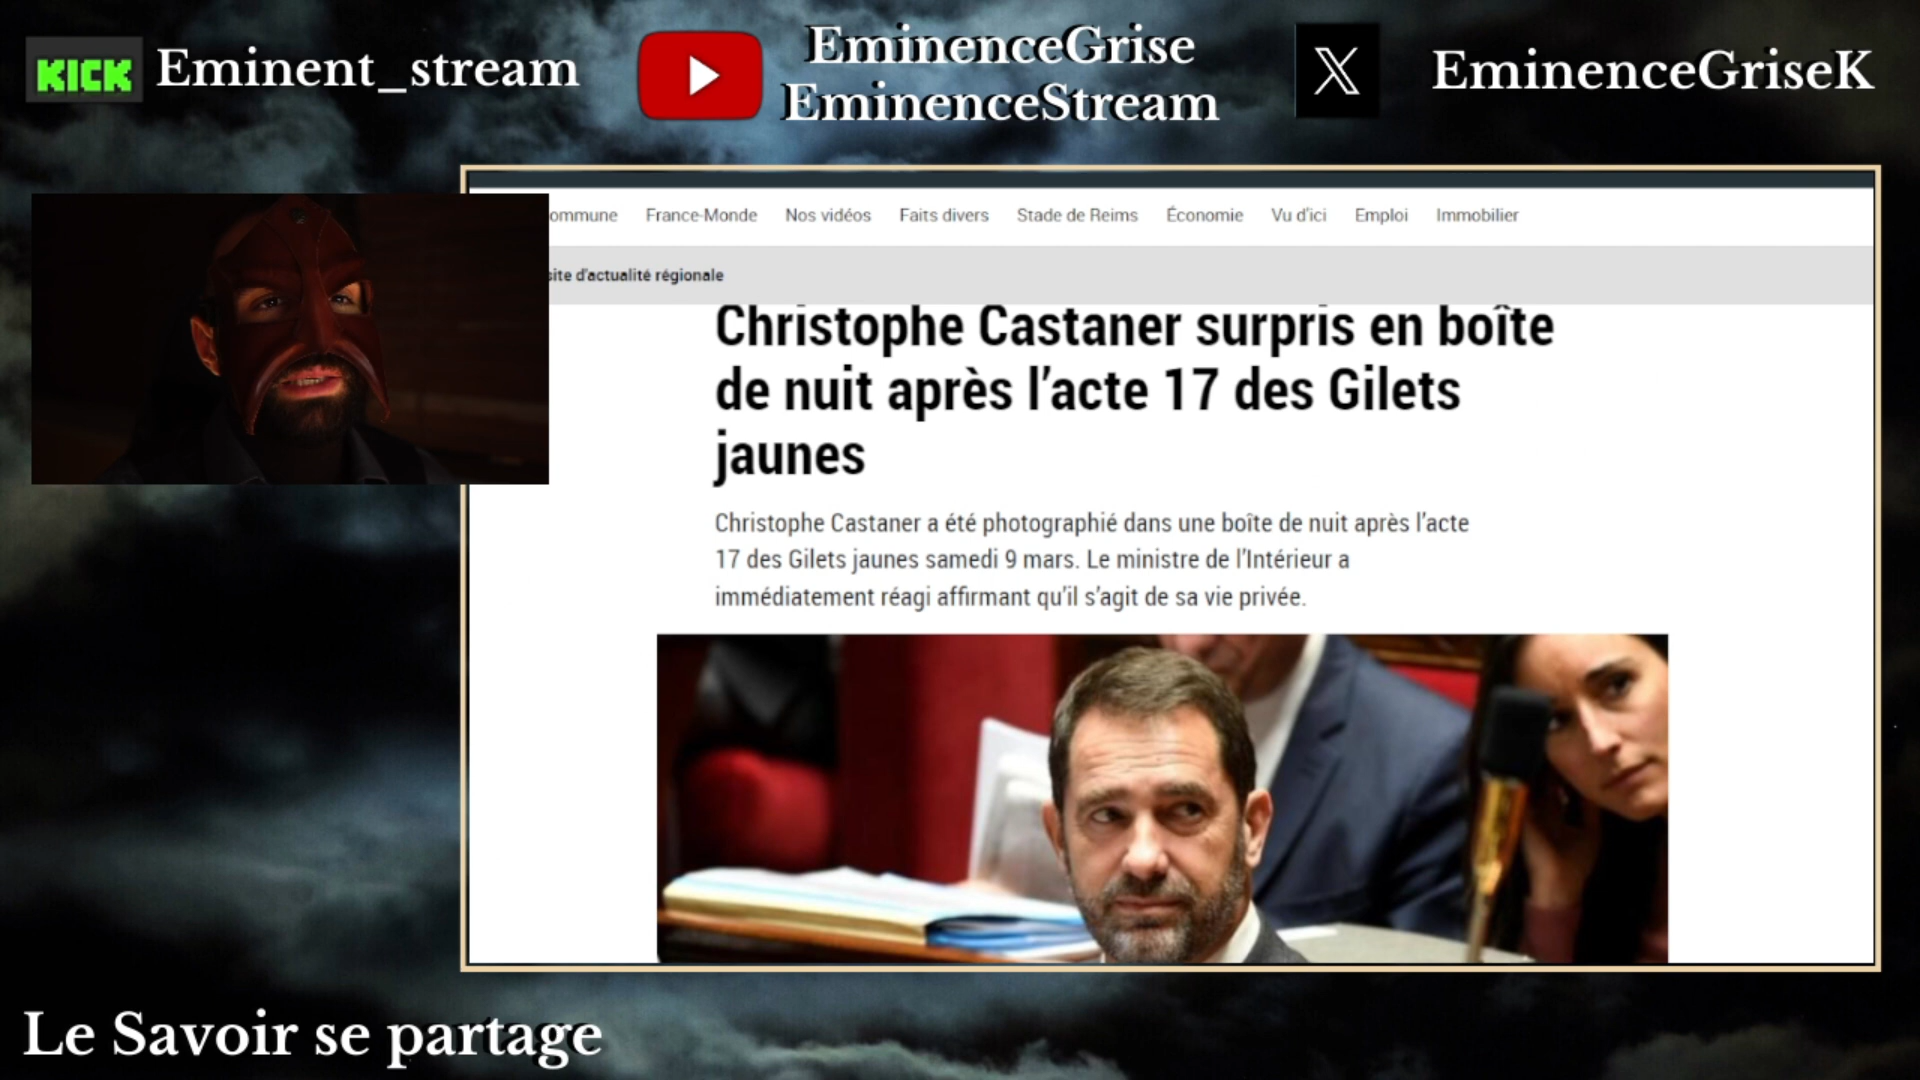 KICK
Eminent_stream
EminenceGrise
EminenceStream
X
EminenceGriseK
ommune France-Monde Nos vidéos Faits divers Stade de Reims Économie Vu d'ici Emploi Immobilier
site d'actualité régionale
Christophe Castaner surpris en boîte
de nuit après l'acte 17 des Gilets
jaunes
Christophe Castaner a été photographié dans une boîte de nuit après l'acte
17 des Gilets jaunes samedi 9 mars. Le ministre de l'Intérieur a
immédiatement réagi affirmant qu'il s'agit de sa vie privée.
Le Savoir se partage